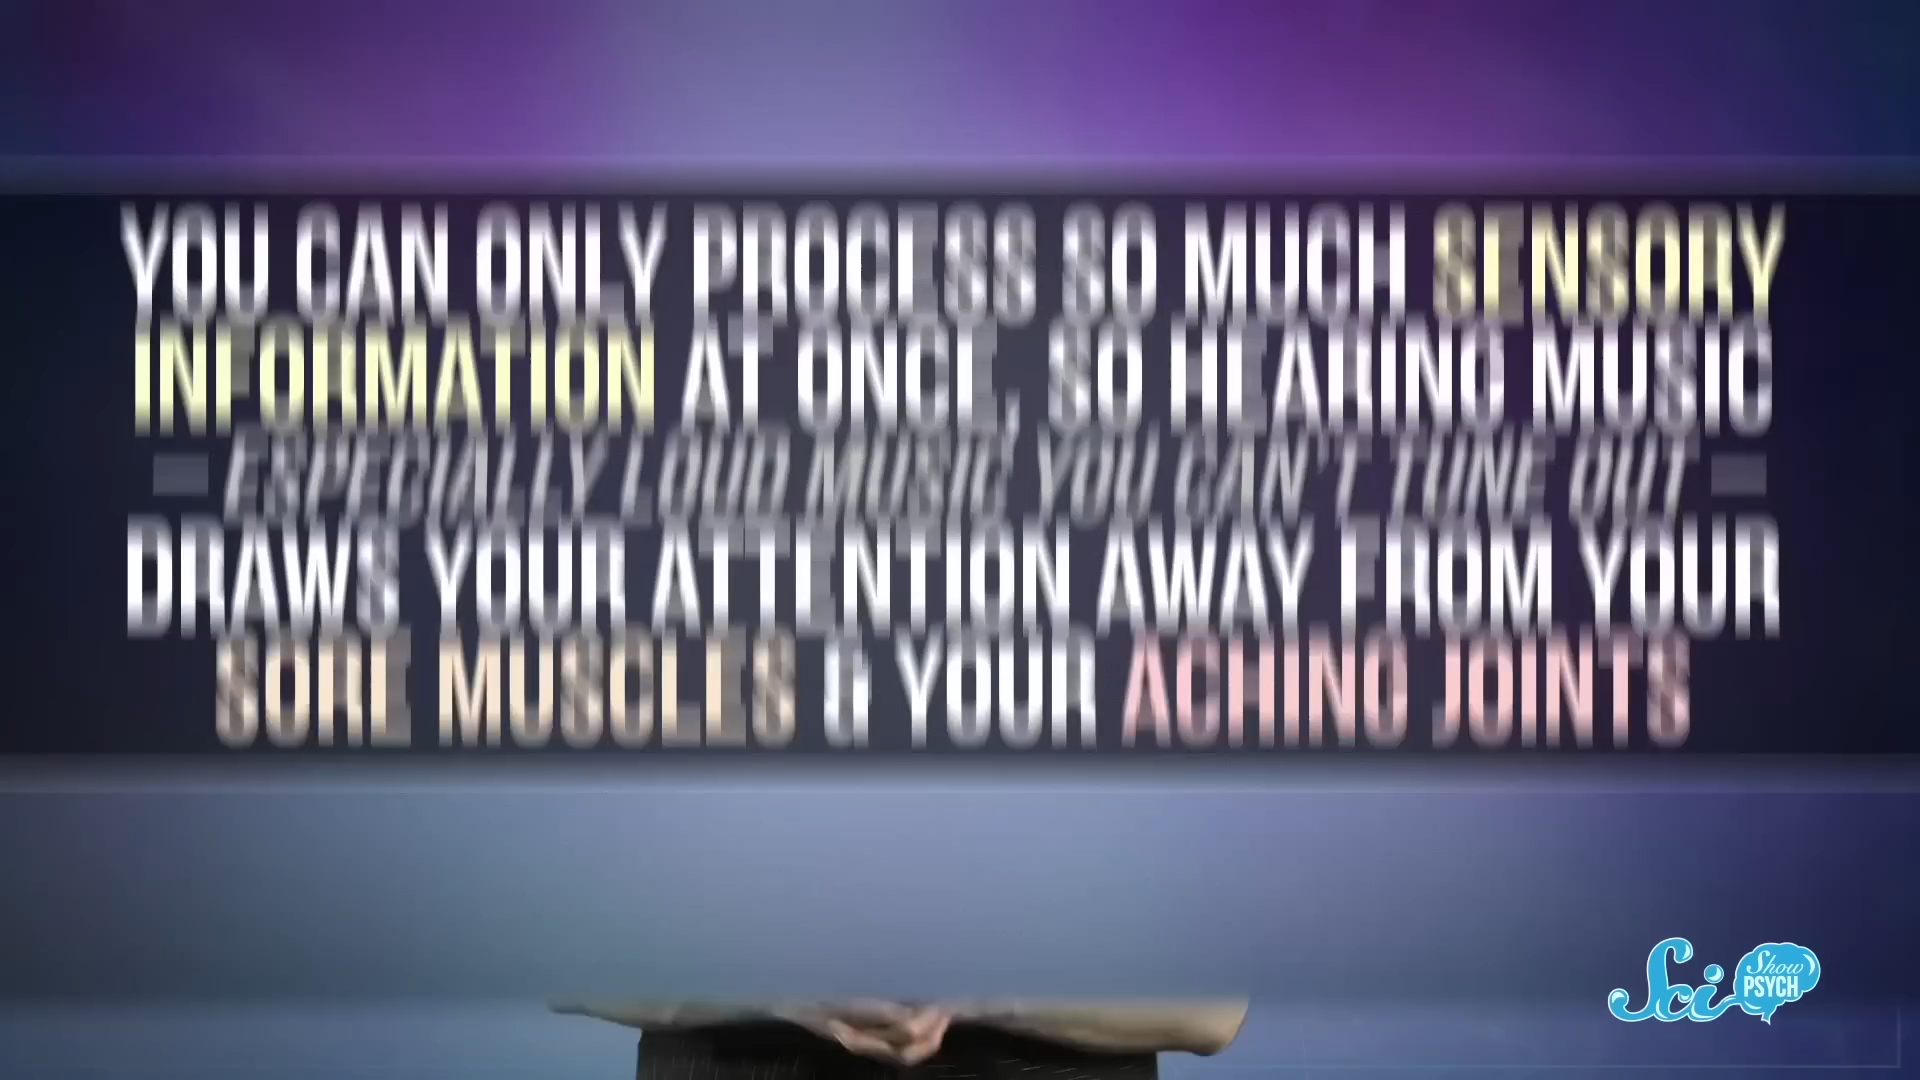 YOU CAN ONLY PROCESS SO MUCH SENSORY
INFORMATION AT ONCE, SO HEARING MUSIC
– ESPECIALLY LOUD MUSIC YOU CAN'T TUNE OUT –
DRAWS YOUR ATTENTION AWAY FROM YOUR
SORE MUSCLES & YOUR ACHING JOINTS
Sci Show
PSYCH